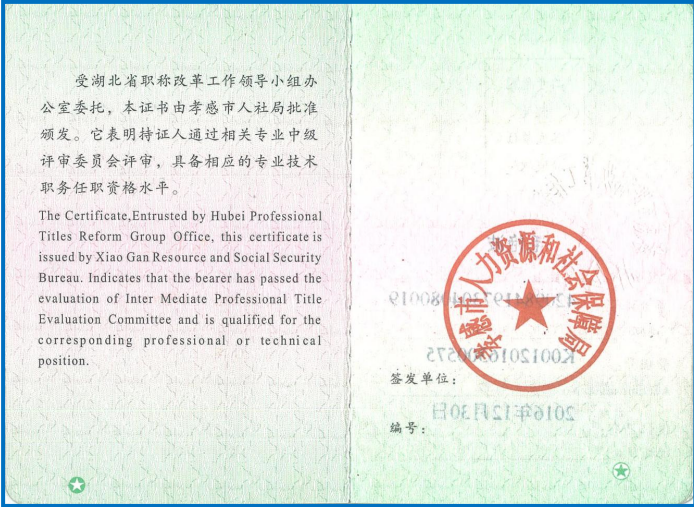 受湖北省职称改革工作领导小组办
公室委托，本证书由孝感市人社局批准
颁发。它表明持证人通过相关专业中级
评审委员会评审，具备相应的专业技术
职务任职资格水平。
The Certificate,Entrusted by Hubei Professional
Titles Reform Group Office, this certificate is
issued by Xiao Gan Resource and Social Security
Bureau. Indicates that the bearer has passed the
evaluation of Inter Mediate Professional Title
Evaluation Committee and is qualified for the
corresponding professional or technical
position.
孝感市人力资源和社会保障局
K0012016300575
签发单位：
2016年12月30日
编号：